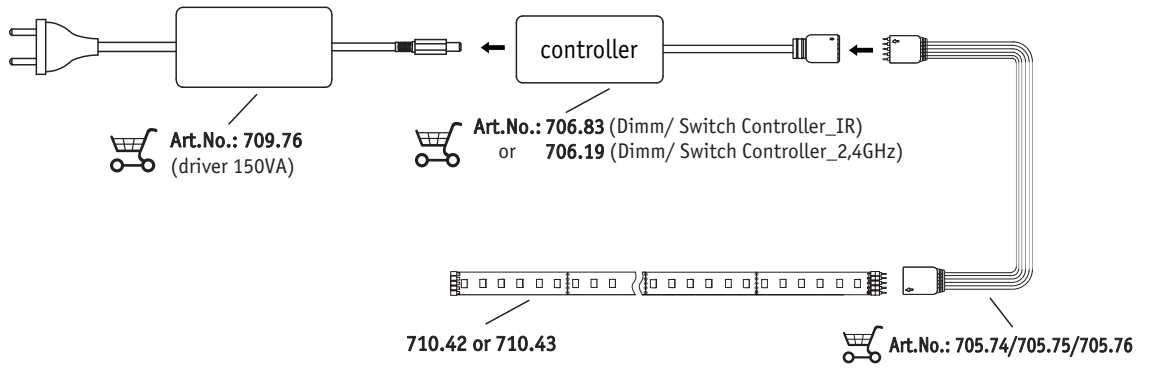 controller
Art.No.: 709.76
(driver 150VA)
Art.No.: 706.83 (Dimm/ Switch Controller_IR)
or 706.19 (Dimm/ Switch Controller_2,4GHz)
710.42 or 710.43
Art.No.: 705.74/705.75/705.76